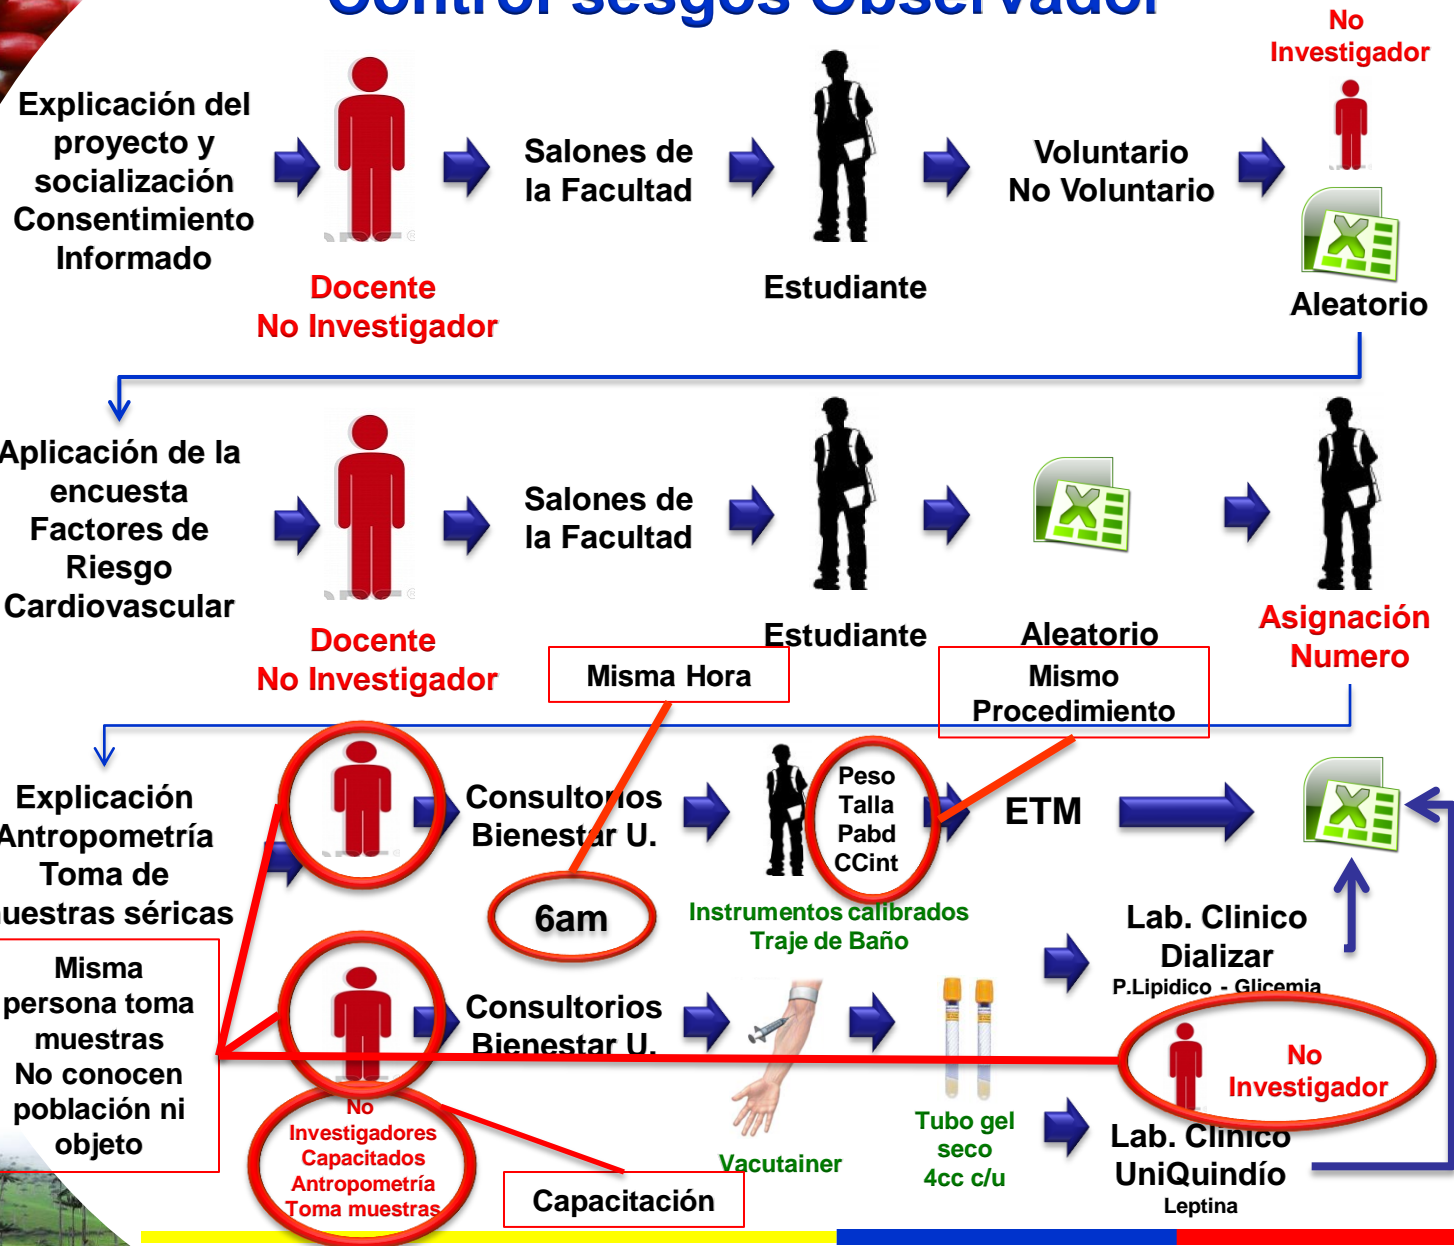 Control sesgos Observador
No
Investigador
Explicación del
proyecto y
socialización
Consentimiento
Informado
Docente
No Investigador
Salones de
la Facultad
Estudiante
Voluntario
No Voluntario
Aleatorio
Aplicación de la
encuesta
Factores de
Riesgo
Cardiovascular
Docente
No Investigador
Salones de
la Facultad
Estudiante
Aleatorio
Asignación
Numero
Misma Hora
Mismo
Procedimiento
Explicación
Antropometría
Toma de
muestras séricas
Consultorios
Bienestar U.
6am
Peso
Talla
Pabd
CCint
Instrumentos calibrados
Traje de Baño
ETM
Misma
persona toma
muestras
No conocen
población ni
objeto
Consultorios
Bienestar U.
No
Investigadores
Capacitados
Antropometría
Toma muestras
Capacitación
Vacutainer
Tubo gel
seco
4cc c/u
Lab. Clinico
Dializar
P.Lipidico - Glicemia
No
Investigador
Lab. Clinico
UniQuindío
Leptina